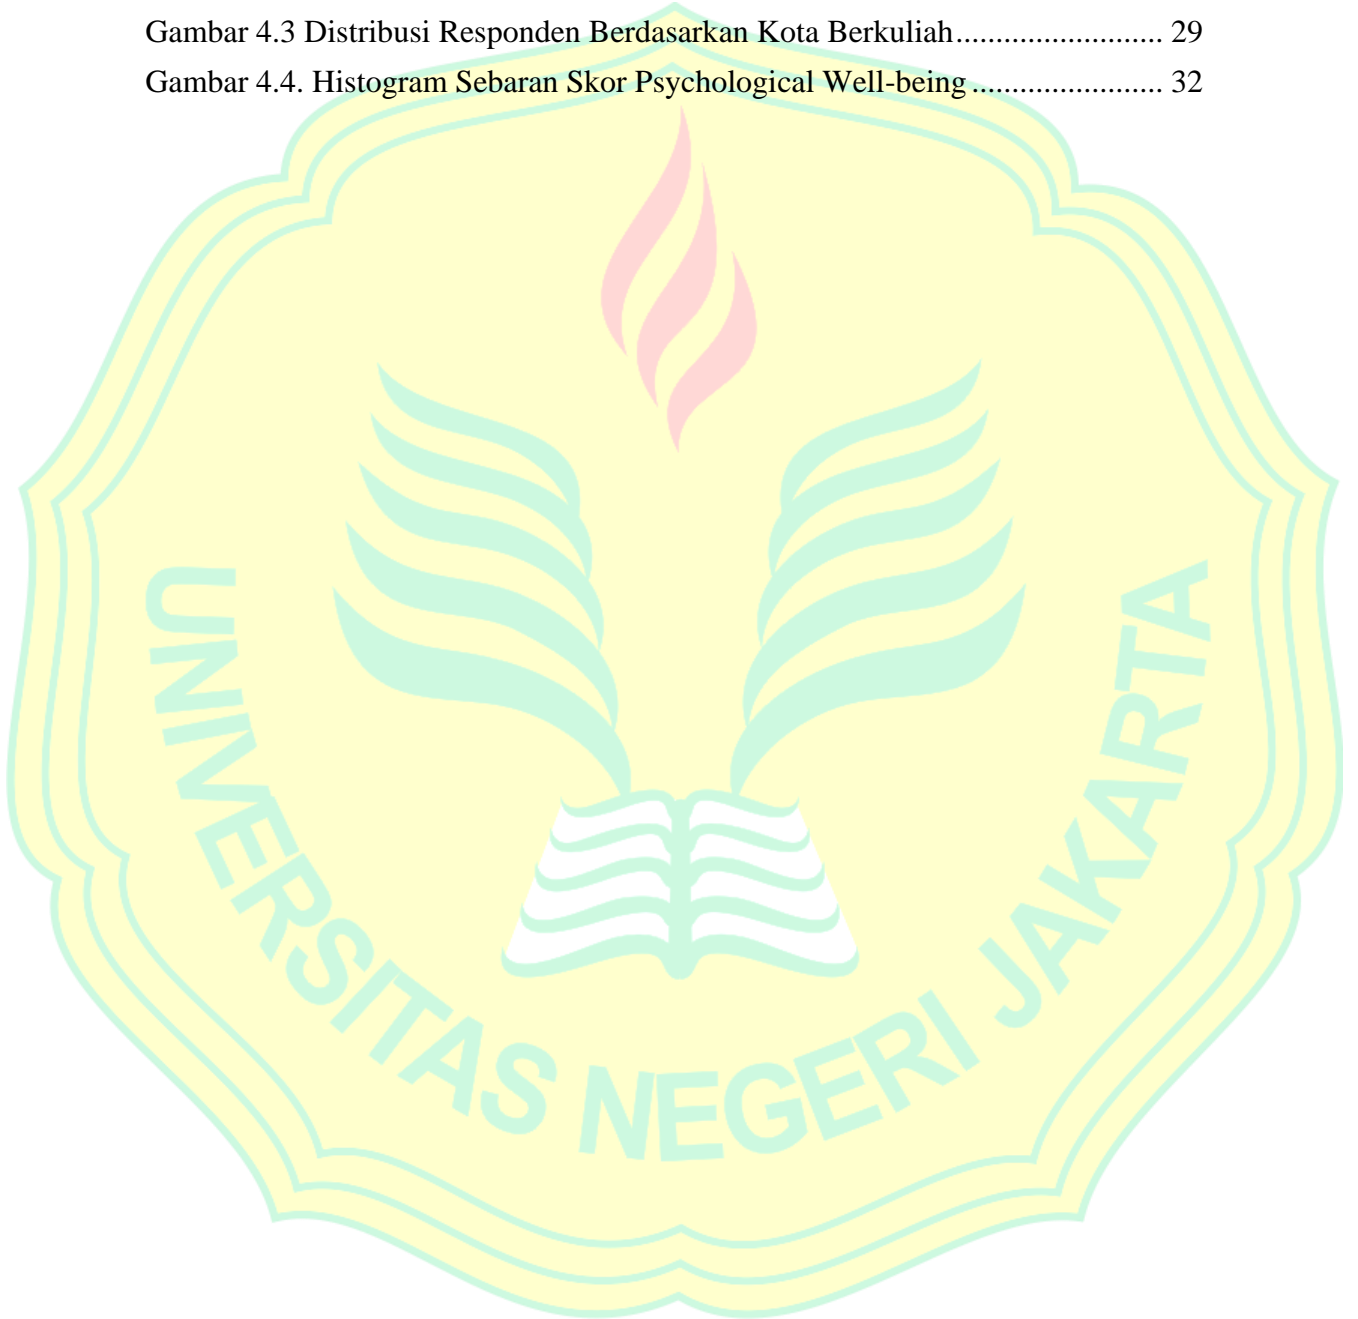 Gambar 4.3 Distribusi Responden Berdasarkan Kota Berkuliah.......................... 29
Gambar 4.4. Histogram Sebaran Skor Psychological Well-being ........................ 32
UNIVERSITAS NEGERI JAKARTA